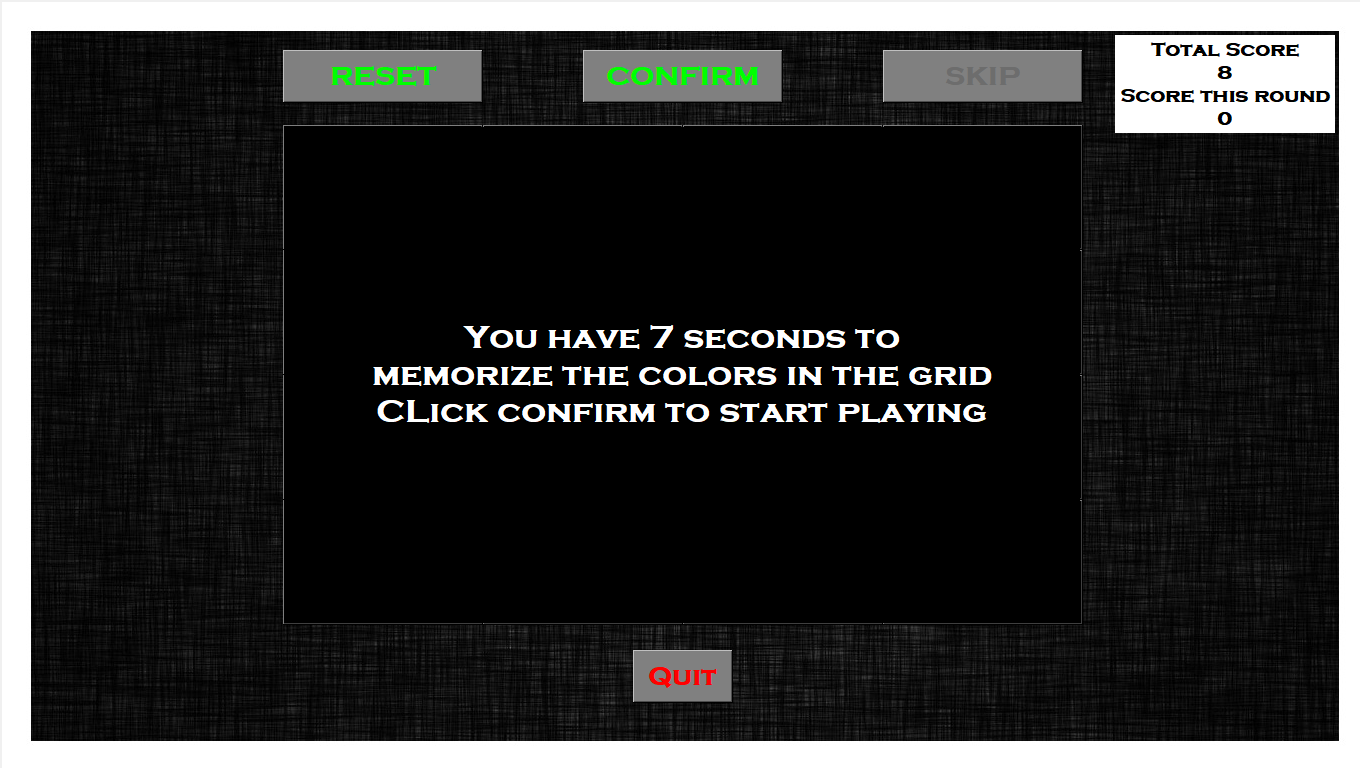 RESET
CONFIRM
SKIP
Total Score
8
Score this round
0
You have 7 seconds to
memorize the colors in the grid
CLick confirm to start playing
Quit